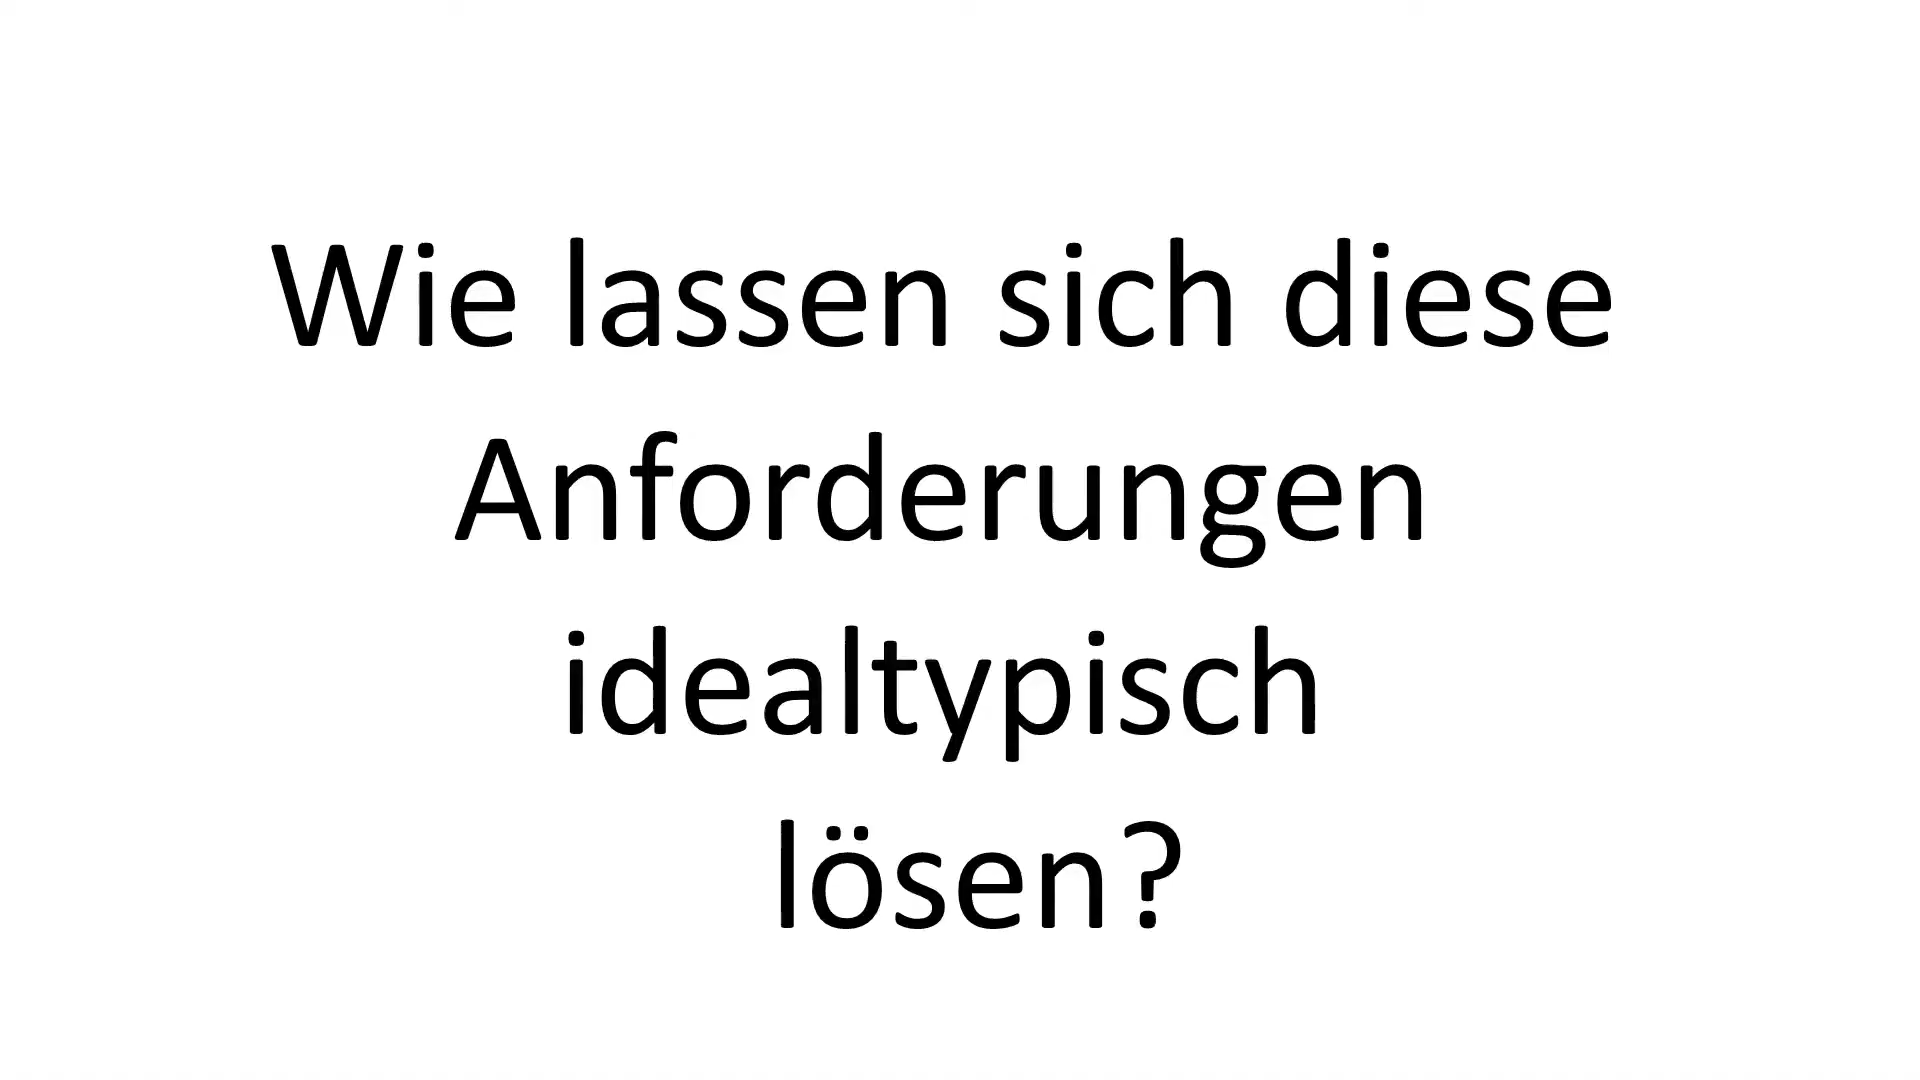 Wie lassen sich diese
Anforderungen
idealtypisch
lösen?